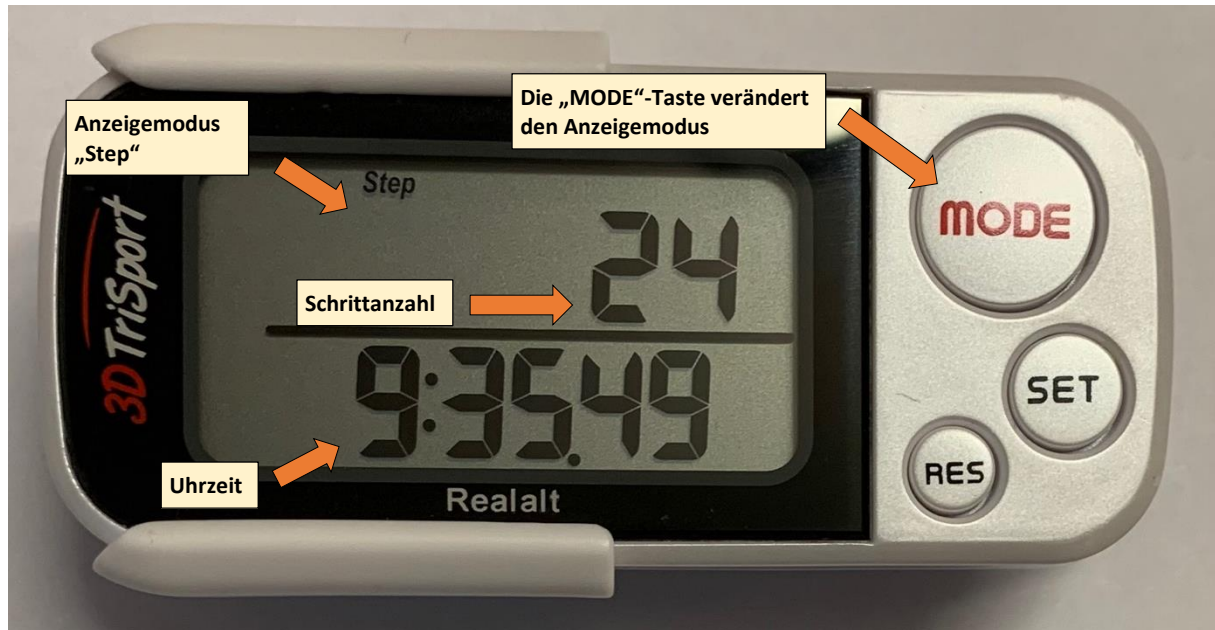 Anzeigemodus
„Step“
Die „MODE“-Taste verändert
den Anzeigemodus
Step
24
Schrittanzahl
9:35.49
Uhrzeit
3D TriSport
Realalt
MODE
SET
RES